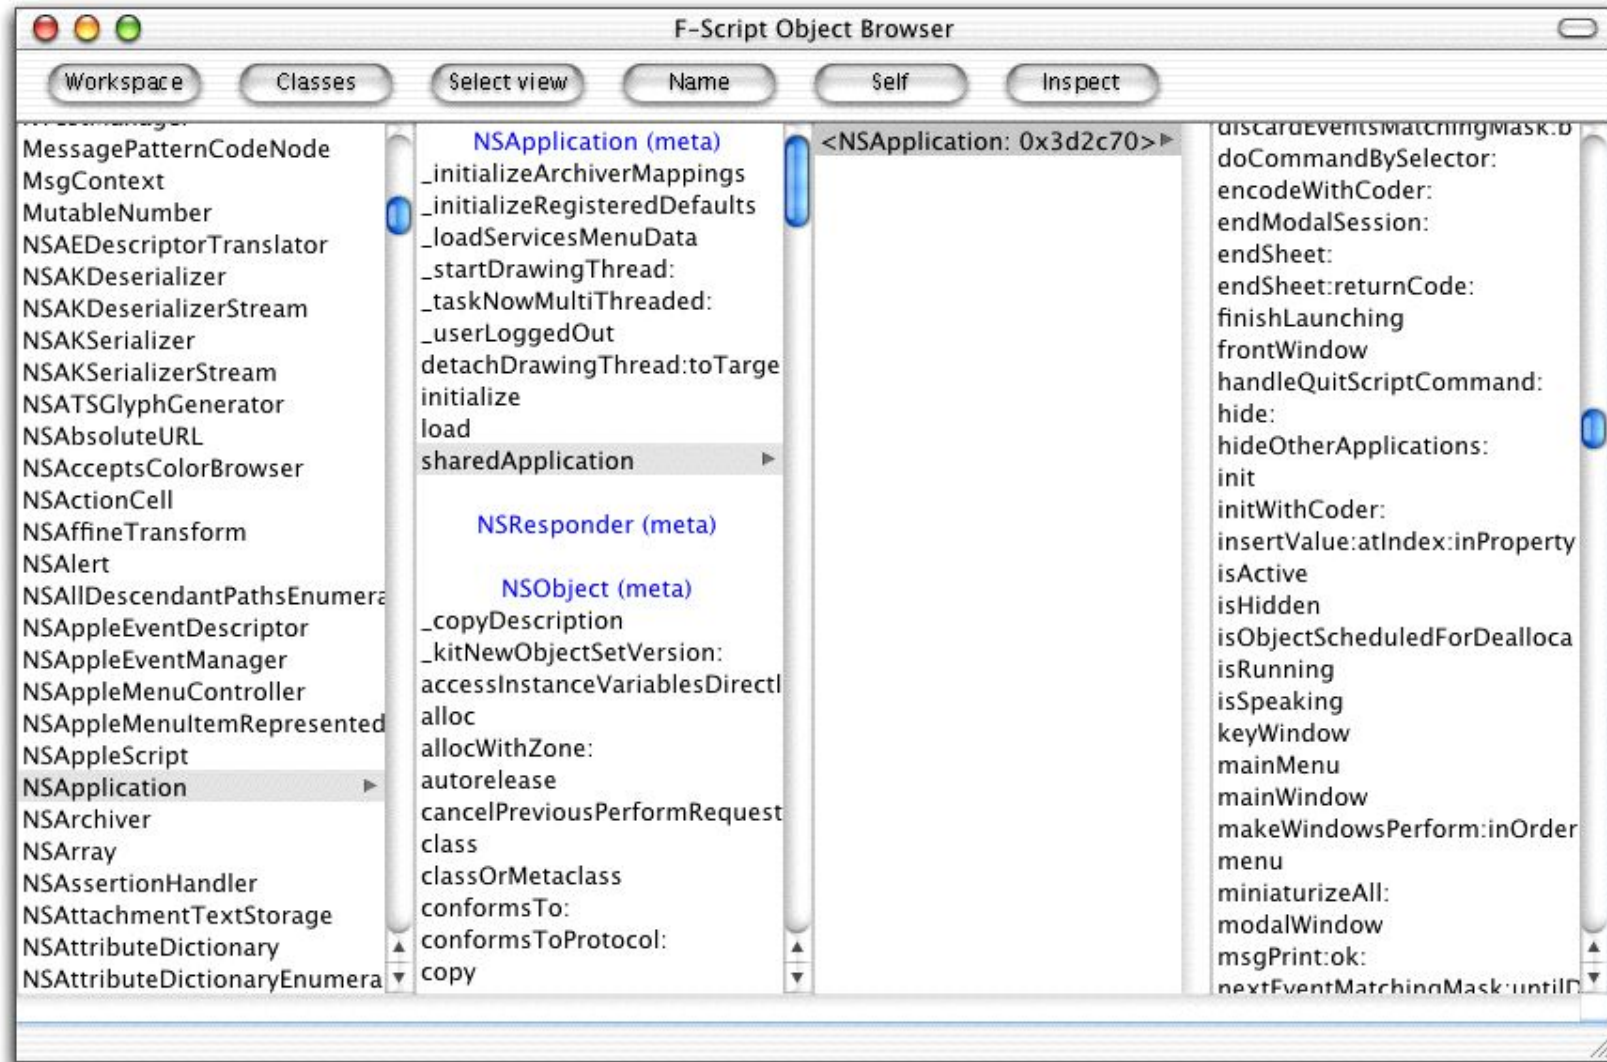 F-Script Object Browser
Workspace
Classes
Select view
Name
Self
Inspect
MessagePatternCodeNode
MsgContext
MutableNumber
NSAEDescriptorTranslator
NSAKDeserializer
NSAKDeserializerStream
NSAKSerializer
NSAKSerializerStream
NSATSGlyphGenerator
NSAbsoluteURL
NSAcceptsColorBrowser
NSActionCell
NSAffineTransform
NSAlert
NSAllDescendantPathsEnumera
NSAppleEventDescriptor
NSAppleEventManager
NSAppleMenuController
NSAppleMenuItemRepresented
NSAppleScript
NSApplication
NSArchiver
NSArray
NSAssertionHandler
NSAttachmentTextStorage
NSAttributeDictionary
NSAttributeDictionaryEnumera
NSApplication (meta)
_initializeArchiverMappings
_initializeRegisteredDefaults
_loadServicesMenuData
_startDrawingThread:
_taskNowMultiThreaded:
_userLoggedOut
detachDrawingThread:toTarge
initialize
load
sharedApplication
NSResponder (meta)
NSObject (meta)
_copyDescription
_kitNewObjectSetVersion:
accessInstanceVariablesDirectl
alloc
allocWithZone:
autorelease
cancelPreviousPerformRequest
class
classOrMetaclass
conformsTo:
conformsToProtocol:
copy
<NSApplication: 0x3d2c70>
discardEventsMatchingMask:b
doCommandBySelector:
encodeWithCoder:
endModalSession:
endSheet:
endSheet:returnCode:
finishLaunching
frontWindow
handleQuitScriptCommand:
hide:
hideOtherApplications:
init
initWithCoder:
insertValue:atIndex:inProperty
isActive
isHidden
isObjectScheduledForDealloca
isRunning
isSpeaking
keyWindow
mainMenu
mainWindow
makeWindowsPerform:inOrder
menu
miniaturizeAll:
modalWindow
msgPrint:ok:
nextEventMatchingMask:untilD